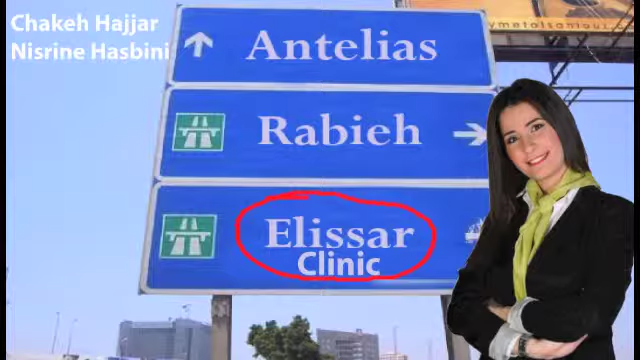 Chakeh Hajjar
Nisrine Hasbini
Antelias
Rabieh
Elissar
Clinic